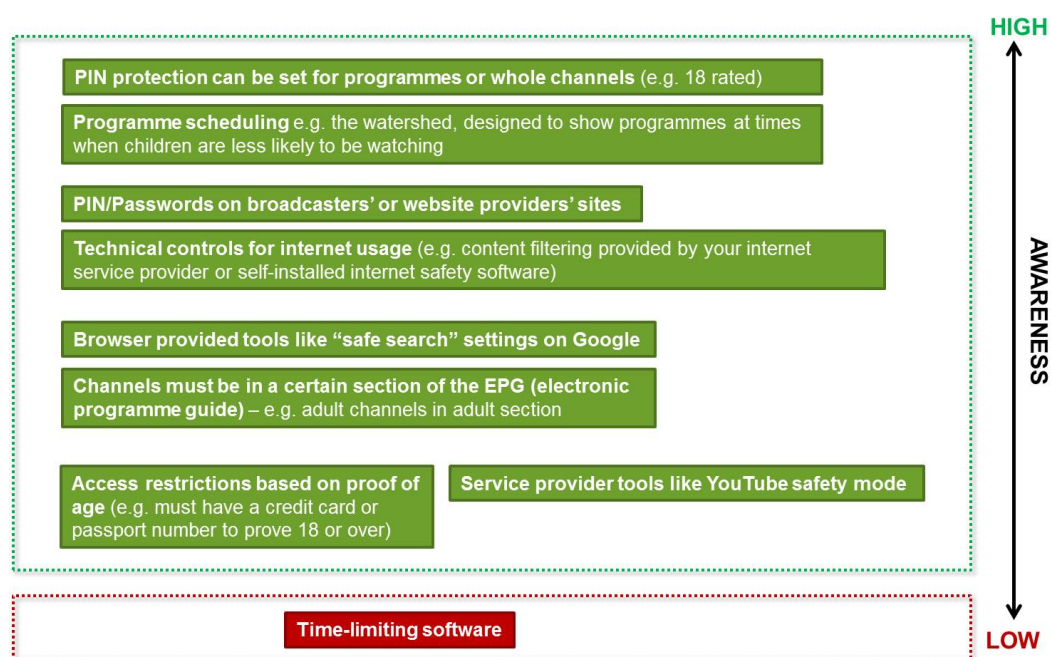 HIGH
PIN protection can be set for programmes or whole channels (e.g. 18 rated)
Programme scheduling e.g. the watershed, designed to show programmes at times
when children are less likely to be watching
PIN/Passwords on broadcasters’ or website providers’ sites
Technical controls for internet usage (e.g. content filtering provided by your internet
service provider or self-installed internet safety software)
AWARENESS
Browser provided tools like “safe search” settings on Google
Channels must be in a certain section of the EPG (electronic
programme guide) – e.g. adult channels in adult section
Access restrictions based on proof of
age (e.g. must have a credit card or
passport number to prove 18 or over)
Service provider tools like YouTube safety mode
Time-limiting software
LOW